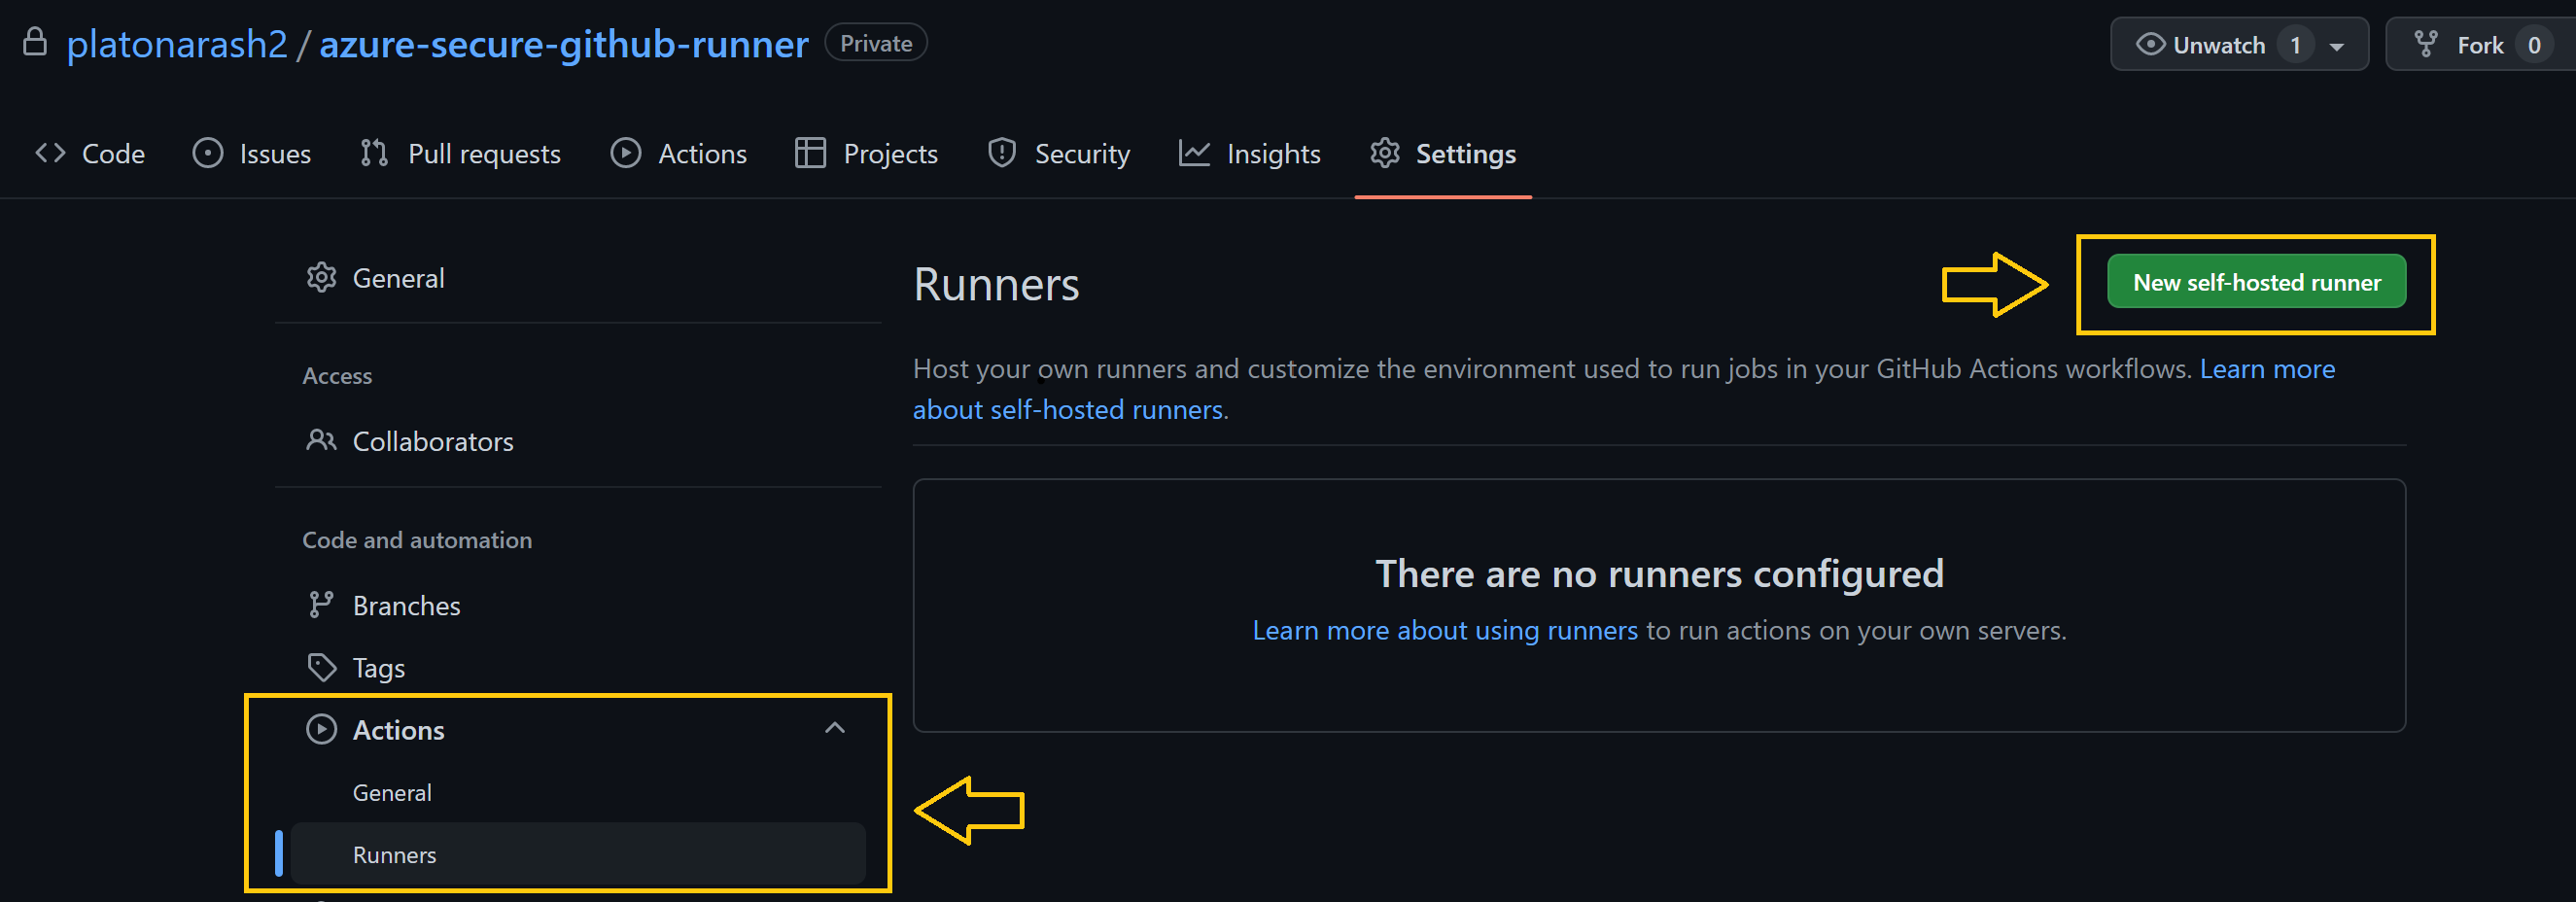 platonarash2 / azure-secure-github-runner Private Unwatch 1 Fork 0
Code Issues Pull requests Actions Projects Security Insights Settings
General
Access
Collaborators
Code and automation
Branches
Tags
Actions
General
Runners
Runners
New self-hosted runner
Host your own runners and customize the environment used to run jobs in your GitHub Actions workflows. Learn more
about self-hosted runners.
There are no runners configured
Learn more about using runners to run actions on your own servers.